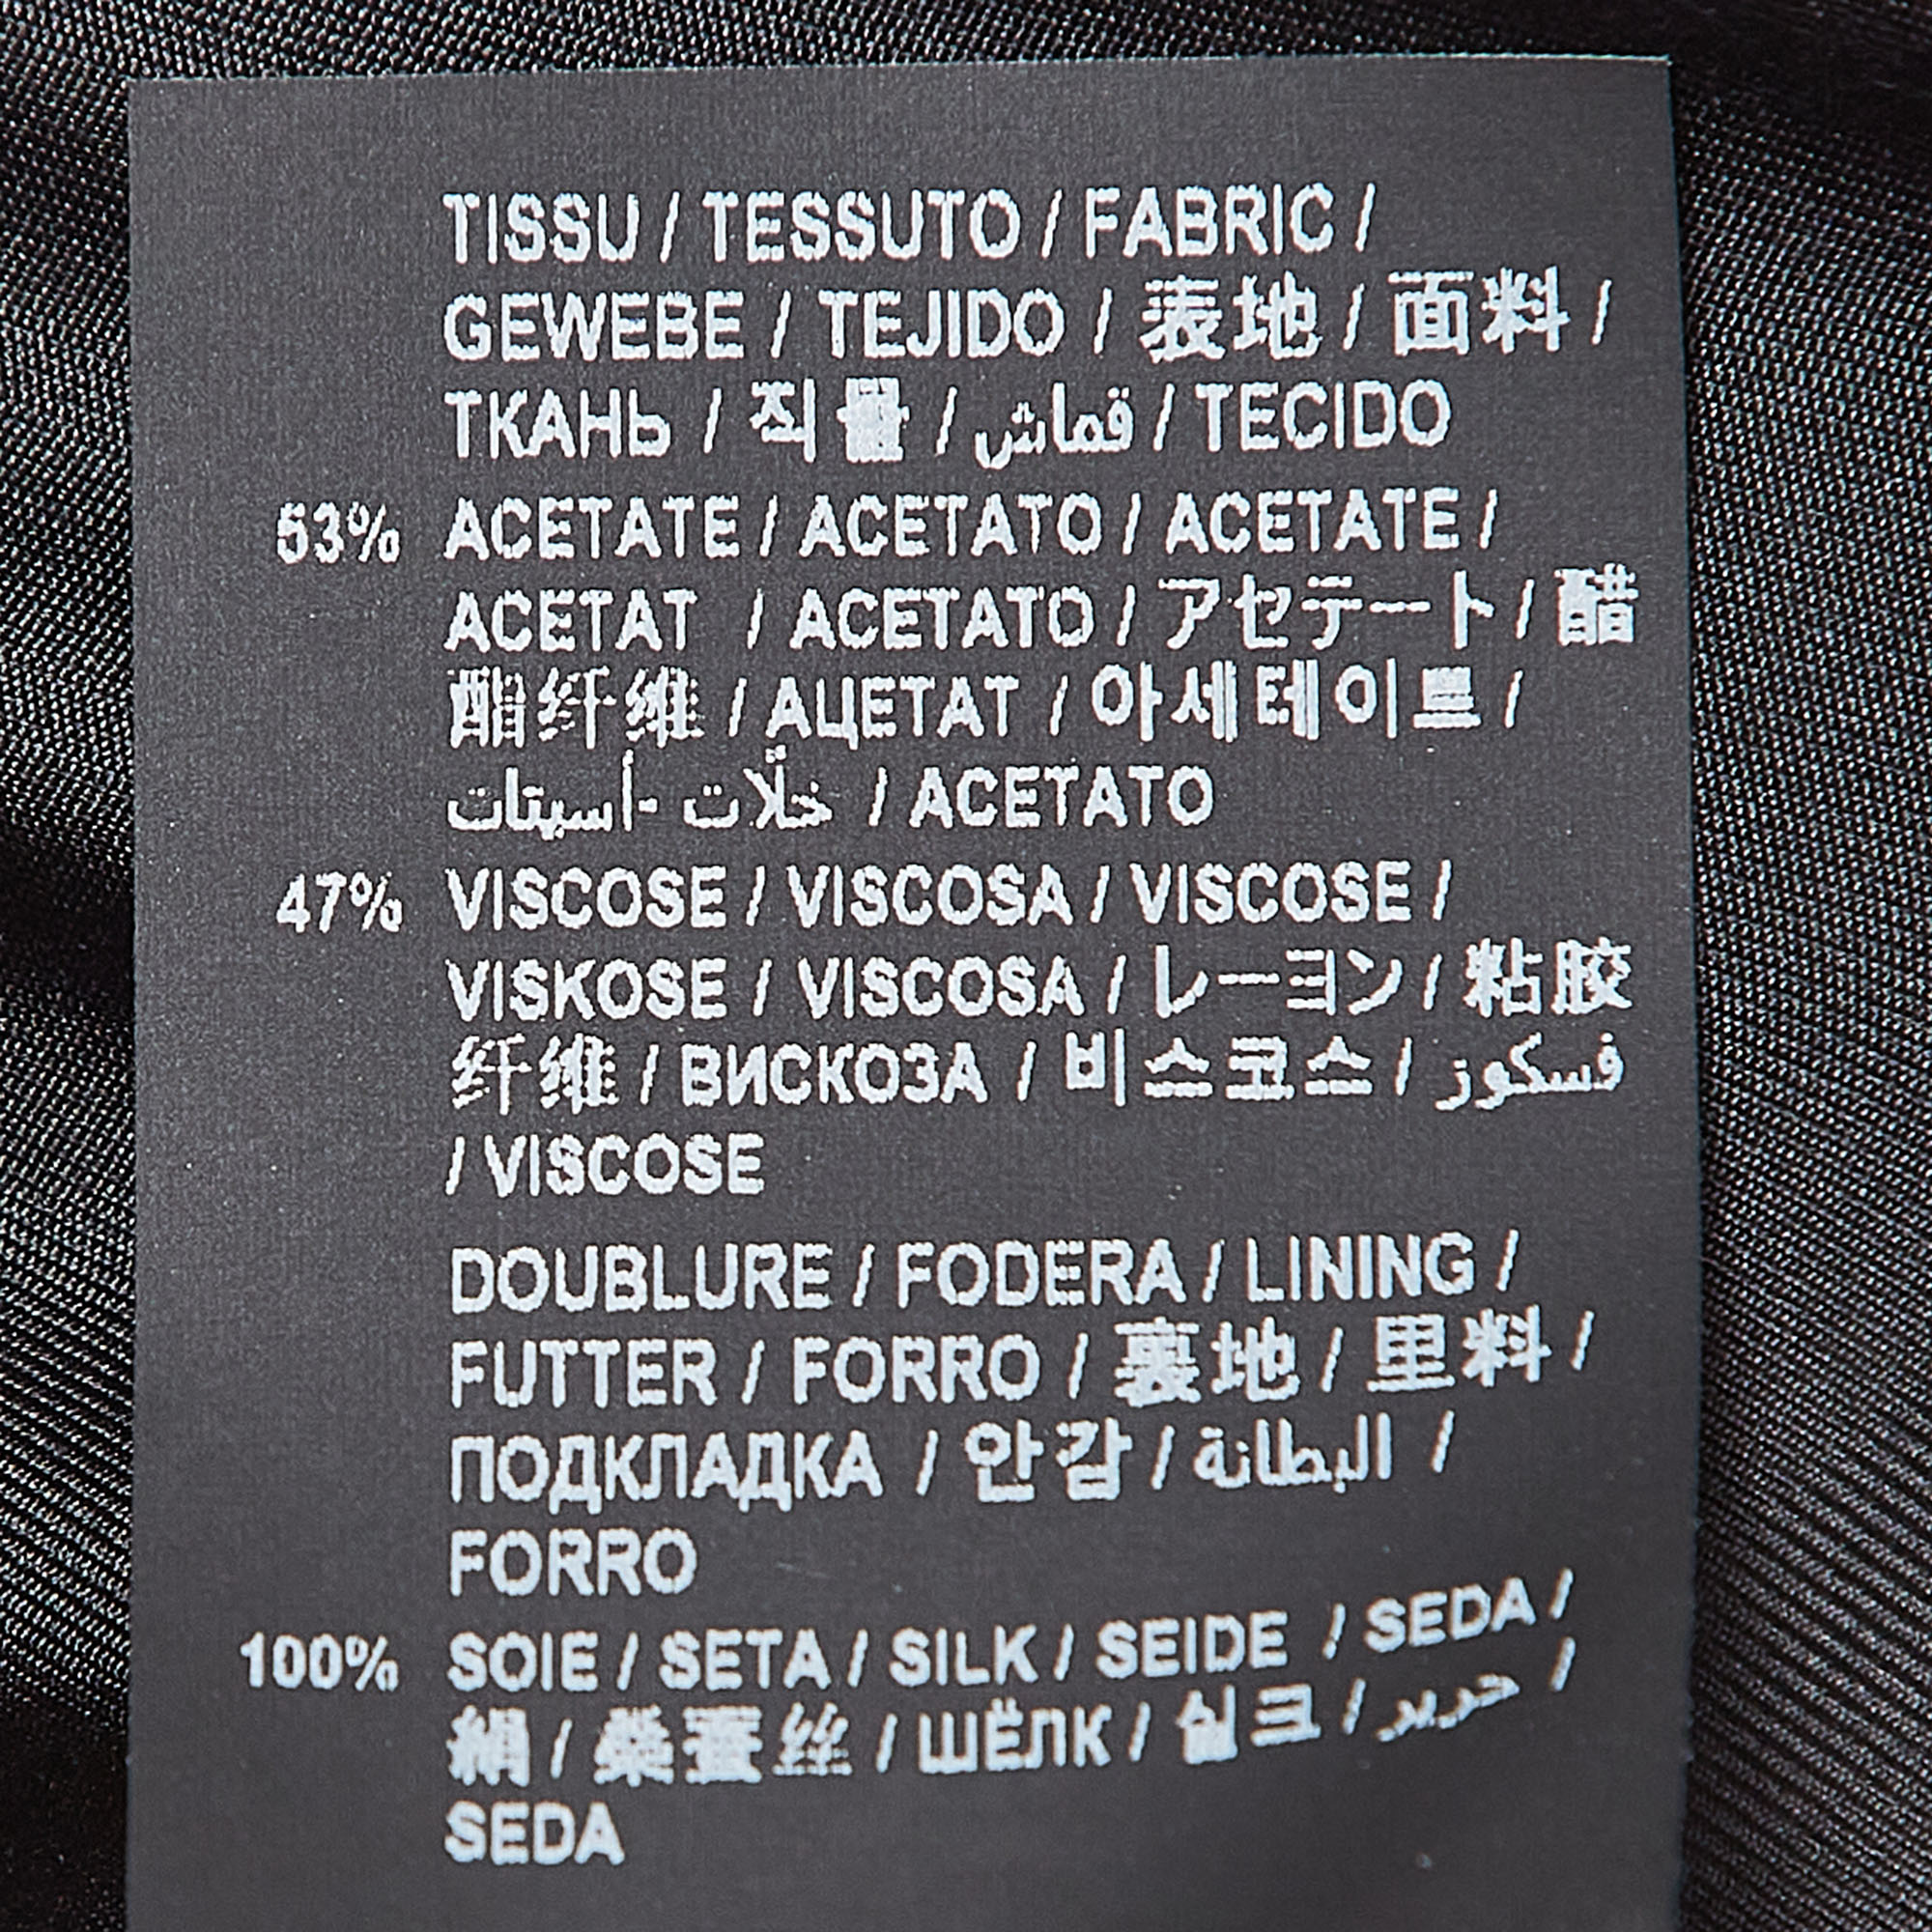 TISSU / TESSUTO / FABRIC /
GEWEBE / TEJIDO / 表地 / 面料 /
ТКАНЬ / 직물 / قماش / TECIDO
53% ACETATE / ACETATO / ACETATE /
ACETAT / ACETATO / アセテート / 醋
酯纤维 / АЦЕТАТ / 아세테이트 /
خلّات -أسيتات / ACETATO
47% VISCOSE / VISCOSA / VISCOSE /
VISKOSE / VISCOSA / レーヨン / 粘胶
纤维 / ВИСКОЗА / 비스코스 / فسكوز
/ VISCOSE
DOUBLURE / FODERA / LINING /
FUTTER / FORRO / 裏地 / 里料 /
ПОДКЛАДКА / 안감 / البطانة /
FORRO
100% SOIE / SETA / SILK / SEIDE / SEDA /
絹 / 桑蚕丝 / ШЁЛК / 실크 / حرير /
SEDA